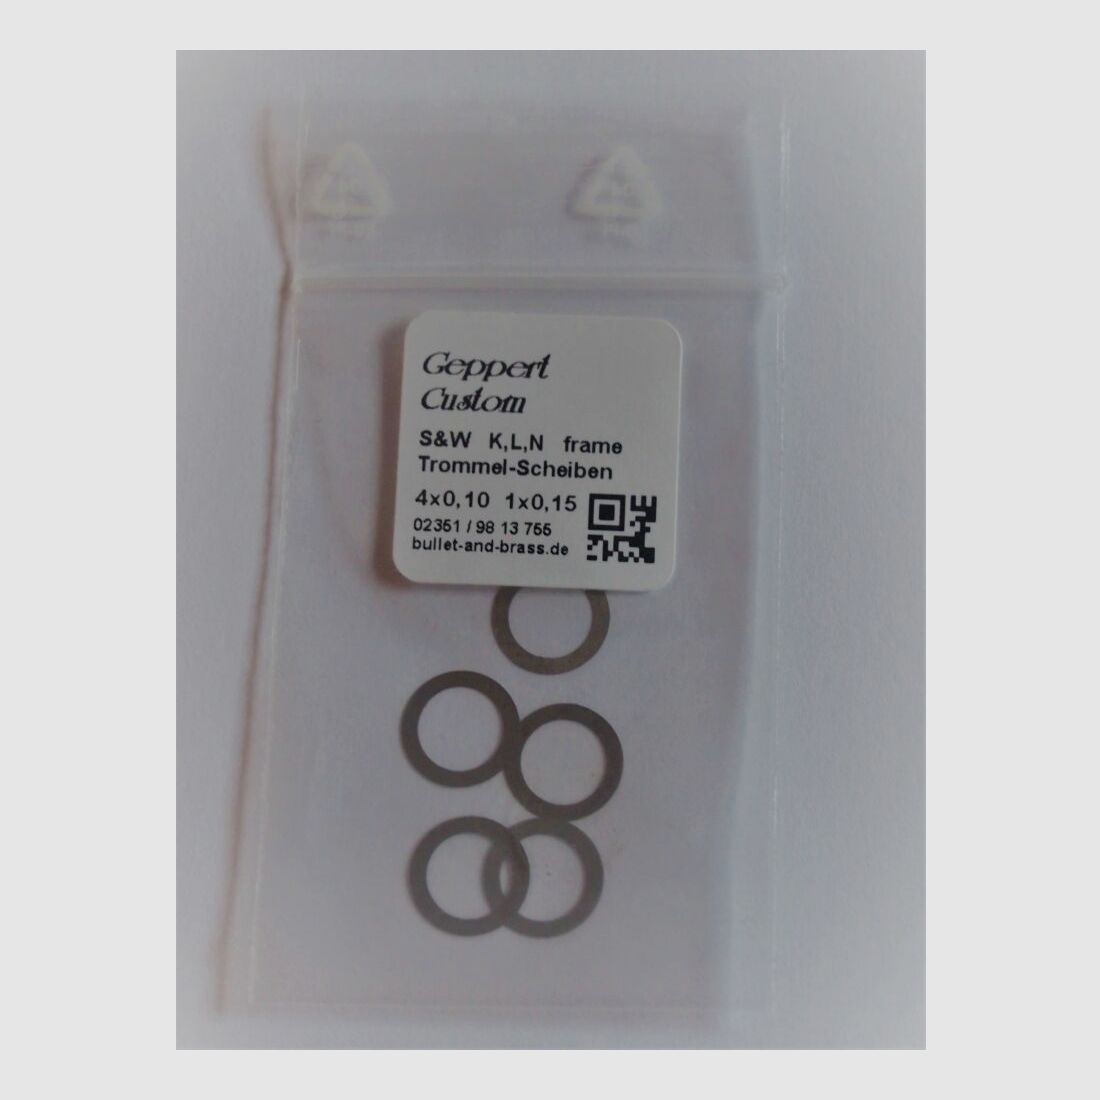 Geppert
Custom
S&W K,L,N frame
Trommel-Scheiben
4x0,10 1x0,15
02351 / 98 13 755
bullet-and-brass.de